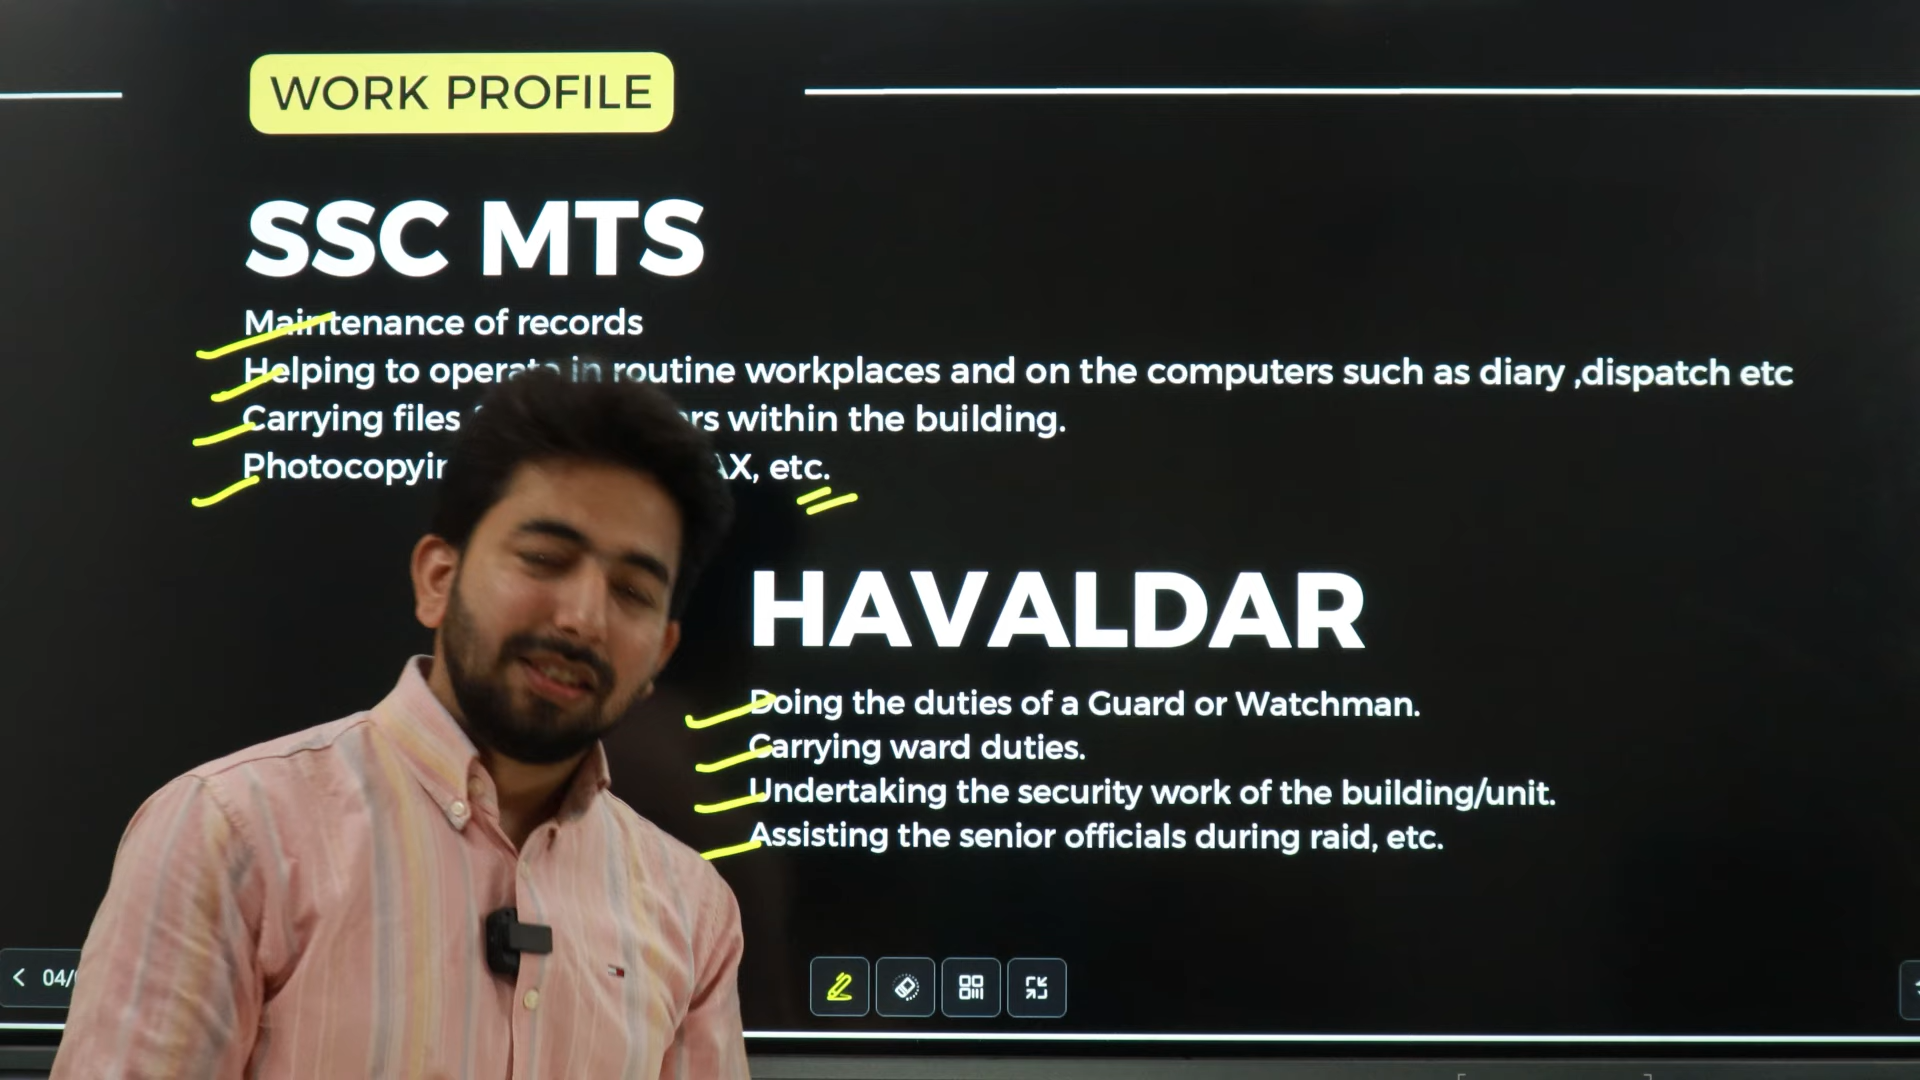 WORK PROFILE
SSC MTS
Maintenance of records
Helping to operate in routine workplaces and on the computers such as diary ,dispatch etc
Carrying files within the building.
etc.
HAVALDAR
Doing the duties of a Guard or Watchman.
Carrying ward duties.
Undertaking the security work of the building/unit.
Assisting the senior officials during raid, etc.
04/